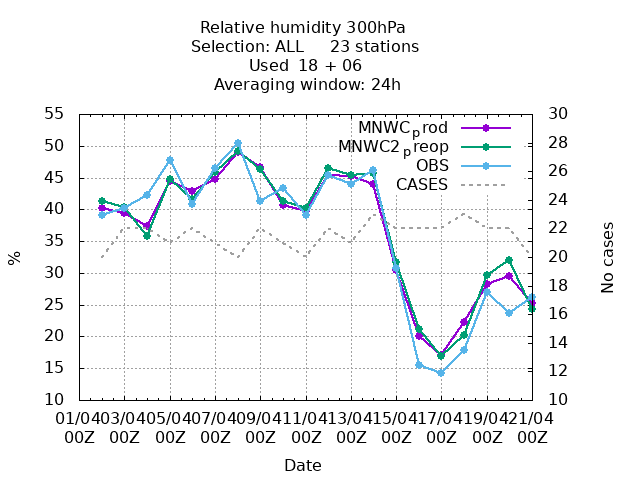 Relative humidity 300hPa
Selection: ALL     23 stations
Used  18 + 06
Averaging window: 24h
55
50
45
40
35
30
25
20
15
10
30
28
26
24
22
20
18
16
14
12
10
MNWC_prod
MNWC2_preop
OBS
CASES
%
No cases
01/04 03/04 05/04 07/04 09/04 11/04 13/04 15/04 17/04 19/04 21/04
00Z 00Z 00Z 00Z 00Z 00Z 00Z 00Z 00Z 00Z 00Z
Date